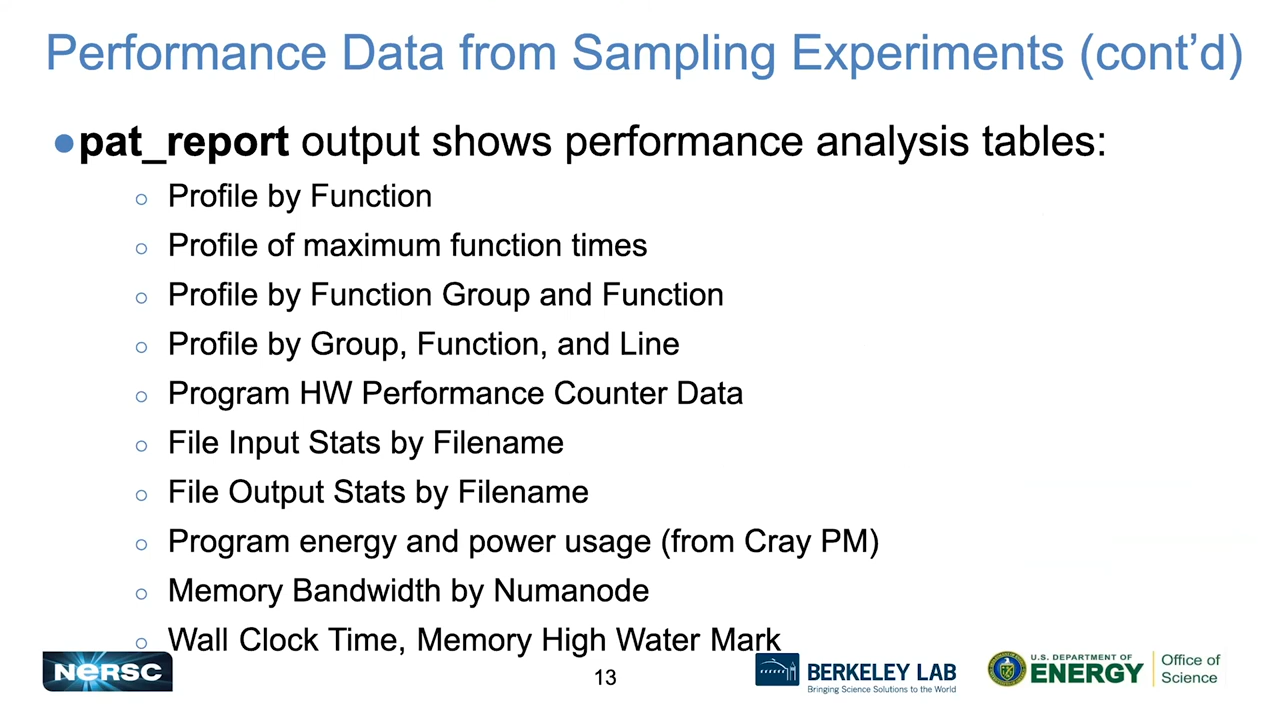 Performance Data from Sampling Experiments (cont’d)
●pat_report output shows performance analysis tables:
○ Profile by Function
○ Profile of maximum function times
○ Profile by Function Group and Function
○ Profile by Group, Function, and Line
○ Program HW Performance Counter Data
○ File Input Stats by Filename
○ File Output Stats by Filename
○ Program energy and power usage (from Cray PM)
○ Memory Bandwidth by Numanode
○ Wall Clock Time, Memory High Water Mark
NERSC
13
BERKELEY LAB
Bringing Science Solutions to the World
U.S. DEPARTMENT OF
ENERGY
Office of
Science